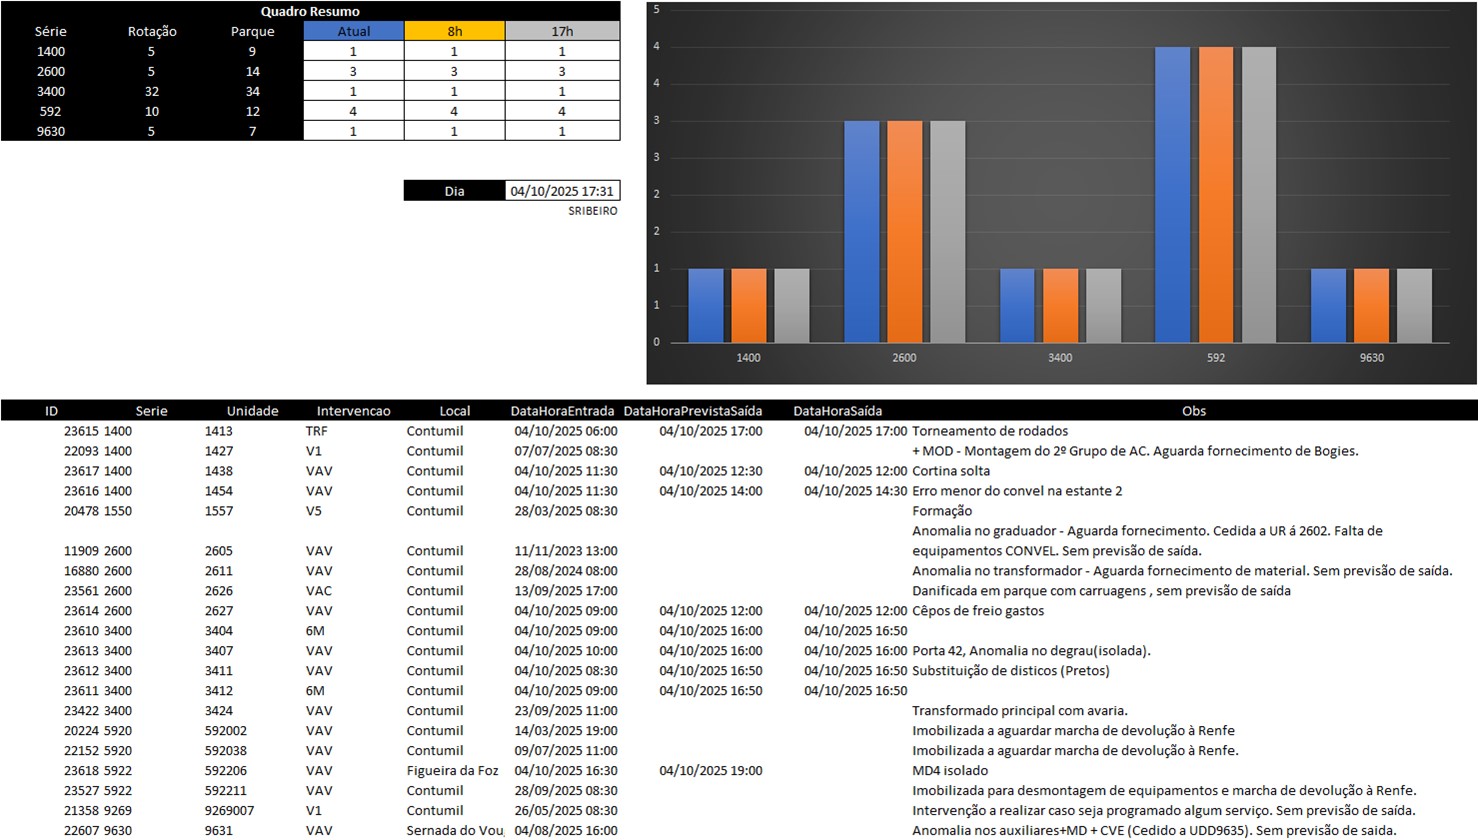 Quadro Resumo
Série Rotação Parque Atual 8h 17h
1400 5 9 1 1 1
2600 5 14 3 3 3
3400 32 34 1 1 1
592 10 12 4 4 4
9630 5 7 1 1 1
Dia 04/10/2025 17:31
SRIBEIRO
5
4
4
3
3
2
2
1
1
0
1400 2600 3400 592 9630
ID Serie Unidade Intervencao Local DataHoraEntrada DataHoraPrevistaSaída DataHoraSaída Obs
23615 1400 1413 TRF Contumil 04/10/2025 06:00 04/10/2025 17:00 04/10/2025 17:00 Torneamento de rodados
22093 1400 1427 V1 Contumil 07/07/2025 08:30 + MOD - Montagem do 2º Grupo de AC. Aguarda fornecimento de Bogies.
23617 1400 1438 VAV Contumil 04/10/2025 11:30 04/10/2025 12:30 04/10/2025 12:00 Cortina solta
23616 1400 1454 VAV Contumil 04/10/2025 11:30 04/10/2025 14:00 04/10/2025 14:30 Erro menor do convel na estante 2
20478 1550 1557 V5 Contumil 28/03/2025 08:30 Formação
Anomalia no graduador - Aguarda fornecimento. Cedida a UR á 2602. Falta de
11909 2600 2605 VAV Contumil 11/11/2023 13:00 equipamentos CONVEL. Sem previsão de saída.
16880 2600 2611 VAV Contumil 28/08/2024 08:00 Anomalia no transformador - Aguarda fornecimento de material. Sem previsão de saída.
23561 2600 2626 VAC Contumil 13/09/2025 17:00 Danificada em parque com carruagens , sem previsão de saída
23614 2600 2627 VAV Contumil 04/10/2025 09:00 04/10/2025 12:00 04/10/2025 12:00 Cêpos de freio gastos
23610 3400 3404 6M Contumil 04/10/2025 09:00 04/10/2025 16:00 04/10/2025 16:50
23613 3400 3407 VAV Contumil 04/10/2025 10:00 04/10/2025 16:00 04/10/2025 16:00 Porta 42, Anomalia no degrau(isolada).
23612 3400 3411 VAV Contumil 04/10/2025 08:30 04/10/2025 16:50 04/10/2025 16:50 Substituição de disticos (Pretos)
23611 3400 3412 6M Contumil 04/10/2025 09:00 04/10/2025 16:50 04/10/2025 16:50
23422 3400 3424 VAV Contumil 23/09/2025 11:00 Transformado principal com avaria.
20224 5920 592002 VAV Contumil 14/03/2025 19:00 Imobilizada a aguardar marcha de devolução à Renfe
22152 5920 592038 VAV Contumil 09/07/2025 11:00 Imobilizada a aguardar marcha de devolução à Renfe.
23618 5922 592206 VAV Figueira da Foz 04/10/2025 16:30 04/10/2025 19:00 MD4 isolado
23527 5922 592211 VAV Contumil 28/09/2025 08:30 Imobilizada para desmontagem de equipamentos e marcha de devolução à Renfe.
21358 9269 9269007 V1 Contumil 26/05/2025 08:30 Intervenção a realizar caso seja programado algum serviço. Sem previsão de saída.
22607 9630 9631 VAV Sernada do Vou 04/08/2025 16:00 Anomalia nos auxiliares+MD + CVE (Cedido a UDD9635). Sem previsão de saida.